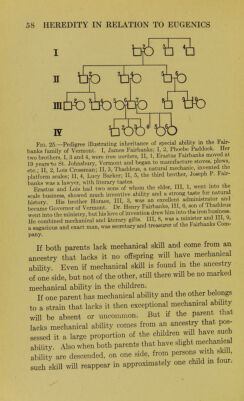 58 HEREDITY IN RELATION TO EUGENICS
I
II
III
IV
Fig. 25.—Pedigree illustrating inheritance of special ability in the Fair-
banks family of Vermont. I, James Fairbanks; I, 2, Phoebe Paddock. Her
two brothers, I, 3 and 4, were iron workers, II, 1, Erastus Fairbanks moved at
19 years to St. Johnsbury, Vermont and began to manufacture stoves, plows,
etc.; II, 2, Lois Crossman; II, 3, Thaddeus, a natural mechanic, invented the
platform scales; II, 4, Lucy Barker; II, 5, the third brother, Joseph P. Fair-
banks was a lawyer, with literary tastes.
Erastus and Lois had two sons of whom the elder, III, 1, went into the
scale business, showed much inventive ability and a strong taste for natural
history. His brother Horace, III, 3, was an excellent administrator and
became Governor of Vermont. Dr. Henry Fairbanks, III, 6, son of Thaddeus
went into the ministry, but his love of invention drew him into the iron business.
He combined mechanical and literary gifts. III, 8, was a minister and III, 9,
a sagacious and exact man, was secretary and treasurer of the Fairbanks Com-
pany.
If both parents lack mechanical skill and come from an
ancestry that lacks it no offspring will have mechanical
ability. Even if mechanical skill is found in the ancestry
of one side, but not of the other, still there will be no marked
mechanical ability in the children.
If one parent has mechanical ability and the other belongs
to a strain that lacks it then exceptional mechanical ability
will be absent or uncommon. But if the parent that
lacks mechanical ability comes from an ancestry that pos-
sessed it a large proportion of the children will have such
ability. Also when both parents that have slight mechanical
ability are descended, on one side, from persons with skill,
such skill will reappear in approximately one child in four.